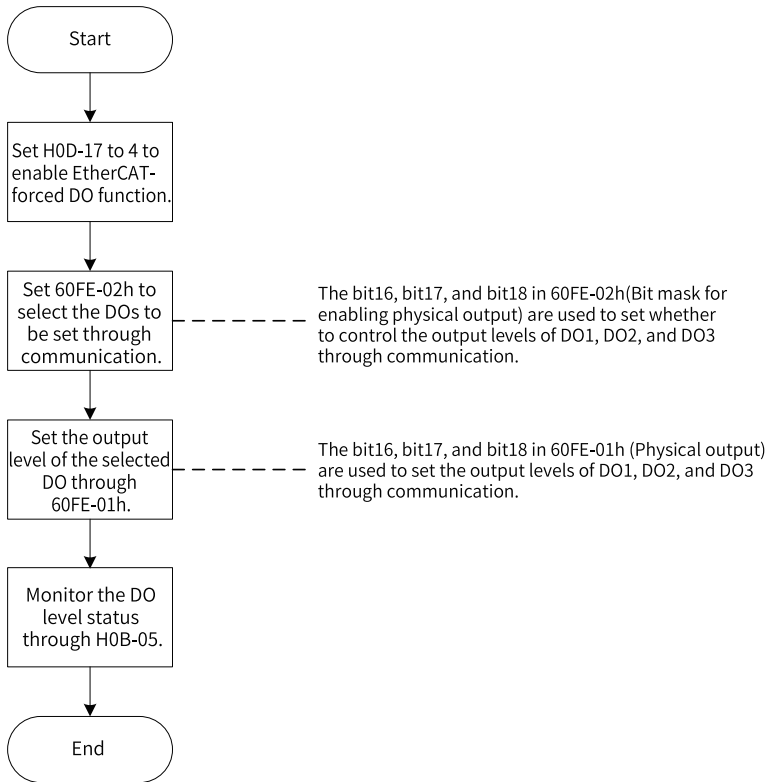 Start
Set H0D-17 to 4 to
enable EtherCAT-
forced DO function.
Set 60FE-02h to
select the DOs to
be set through
communication.
The bit16, bit17, and bit18 in 60FE-02h(Bit mask for
enabling physical output) are used to set whether
to control the output levels of DO1, DO2, and DO3
through communication.
Set the output
level of the selected
DO through
60FE-01h.
The bit16, bit17, and bit18 in 60FE-01h (Physical output)
are used to set the output levels of DO1, DO2, and DO3
through communication.
Monitor the DO
level status
through H0B-05.
End